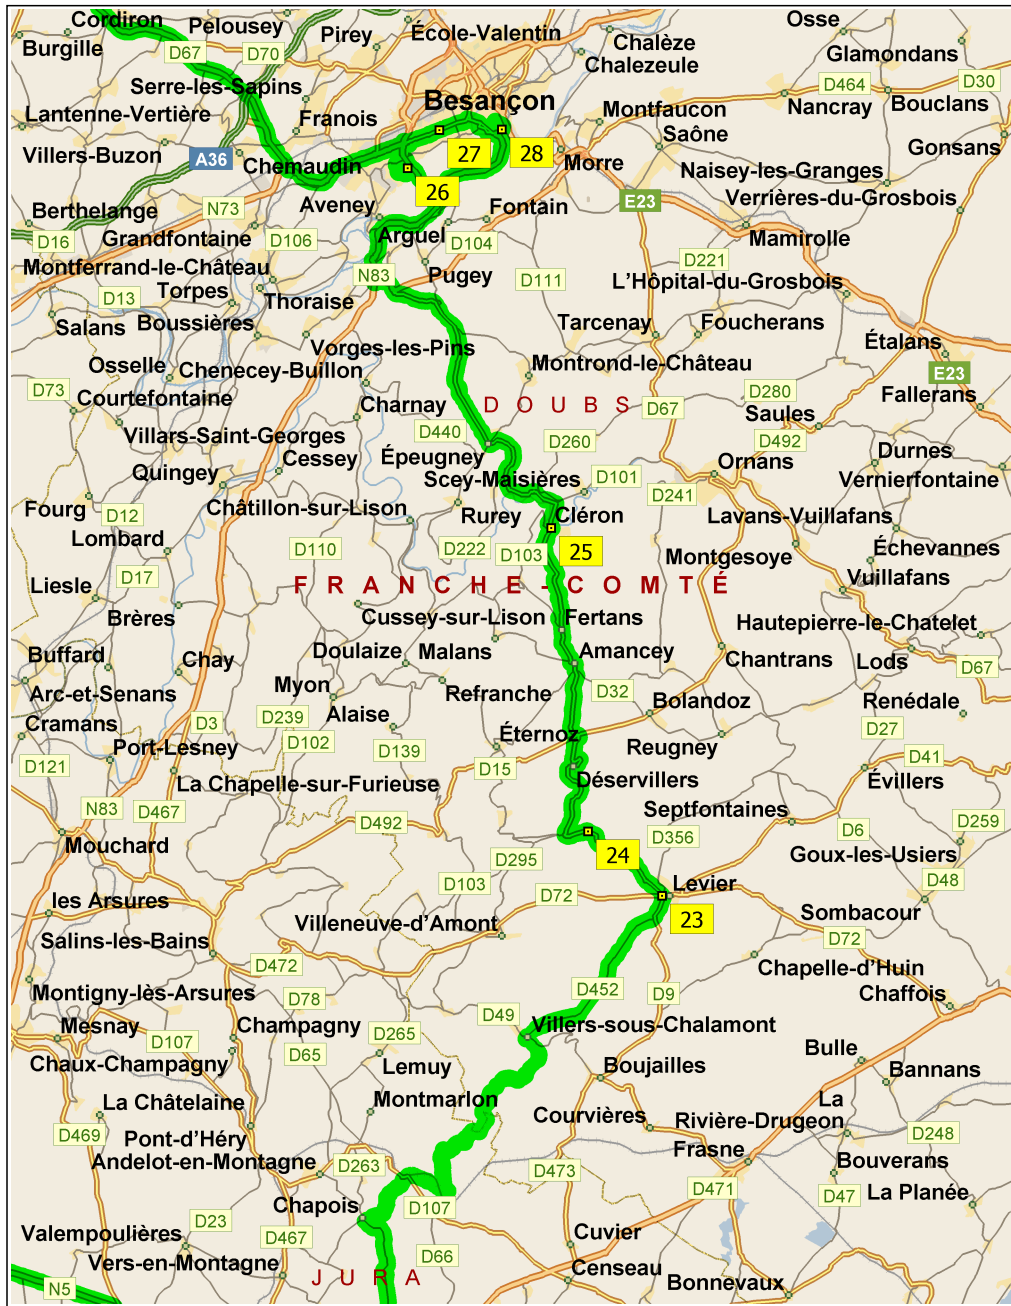 Cordiron
Pelousey
Osse
Burgille
Pirey
École-Valentin
D67
D70
Chalèze
Glamondans
Chalezeule
Serre-les-Sapins
D464
D30
Besançon
Lantenne-Vertière
Franois
Montfaucon
Nancray
Bouclans
Saône
Villers-Buzon
A36
Chemaudin
27
28
Morre
Gonsans
Naisey-les-Granges
26
Berthelange
N73
Aveney
Fontain
E23
Verrières-du-Grosbois
D16
Grandfontaine
D106
Arguel
D104
Mamirolle
Montferrand-le-Château
N83
Pugey
D111
D221
L'Hôpital-du-Grosbois
D13
Torpes
Thoraise
Salans
Boussières
Tarcenay
Foucherans
Vorges-les-Pins
Étalans
Osselle
Chenecey-Buillon
Montrond-le-Château
E23
D73
Courtefontaine
Charnay
DOUBS
D67
D280
Fallerans
Saules
Villars-Saint-Georges
D440
D260
D492
Quingey
Cessey
Épeugney
Ornans
Durnes
Scey-Maisières
D101
Vernierfontaine
Fourg
D12
Châtillon-sur-Lison
Rurey
Cléron
D241
Lavans-Vuillafans
Lombard
D110
D222
D103
25
Montgesoye
Échevannes
Liesle
D17
FRANCHE-COMTÉ
Vuillafans
Brères
Cussey-sur-Lison
Fertans
Hautepierre-le-Chatelet
Buffard
Chay
Doulaize
Malans
Amancey
Chantrans
Lods
D67
Arc-et-Senans
Myon
Refranche
D32
Bolandoz
Renédale
Cramans
D3
D239
Alaise
Éternoz
D27
D121
Port-Lesney
D102
D139
Reugney
D41
La Chapelle-sur-Furieuse
D15
Déservillers
Évillers
N83
D467
D492
Septfontaines
D259
Mouchard
D356
D6
D295
24
Goux-les-Usiers
D103
D72
Levier
D48
les Arsures
Villeneuve-d'Amont
23
Sombacour
Salins-les-Bains
D72
D472
Chapelle-d'Huin
Montigny-lès-Arsures
D78
D452
D9
Chaffois
Mesnay
Champagny
D49
Villers-sous-Chalamont
D107
D265
Bulle
Chaux-Champagny
D65
Lemuy
Boujailles
Bannans
La Châtelaine
Montmarlon
Courvières
La
Rivière-Drugeon
D469
Pont-d'Héry
D248
Andelot-en-Montagne
D263
D473
Frasne
Bouverans
D471
D47
La Planée
Chapois
D107
Valempoulières
D23
D467
D66
Cuvier
Vers-en-Montagne
JURA
Censeau
N5
Bonnevaux